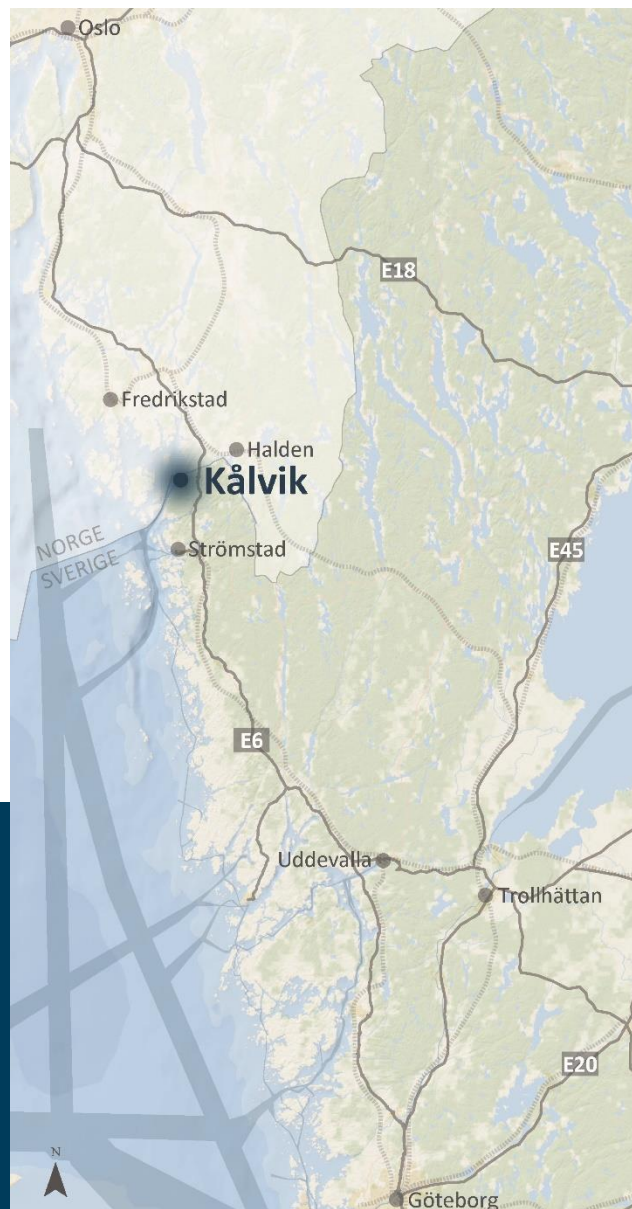 Oslo
E18
Fredrikstad
Halden
Kålvik
NORGE
SVERIGE
Strömstad
E45
E6
Uddevalla
Trollhättan
E20
N
Göteborg